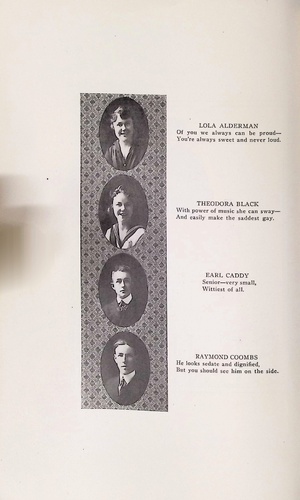 LOLA ALDERMAN
Of you we always can be proud—
You're always sweet and never loud.
THEODORA BLACK
With power of music she can sway—
And easily make the saddest gay.
EARL CADDY
Senior—very small,
Wittiest of all.
RAYMOND COOMBS
He looks sedate and dignified,
But you should see him on the side.